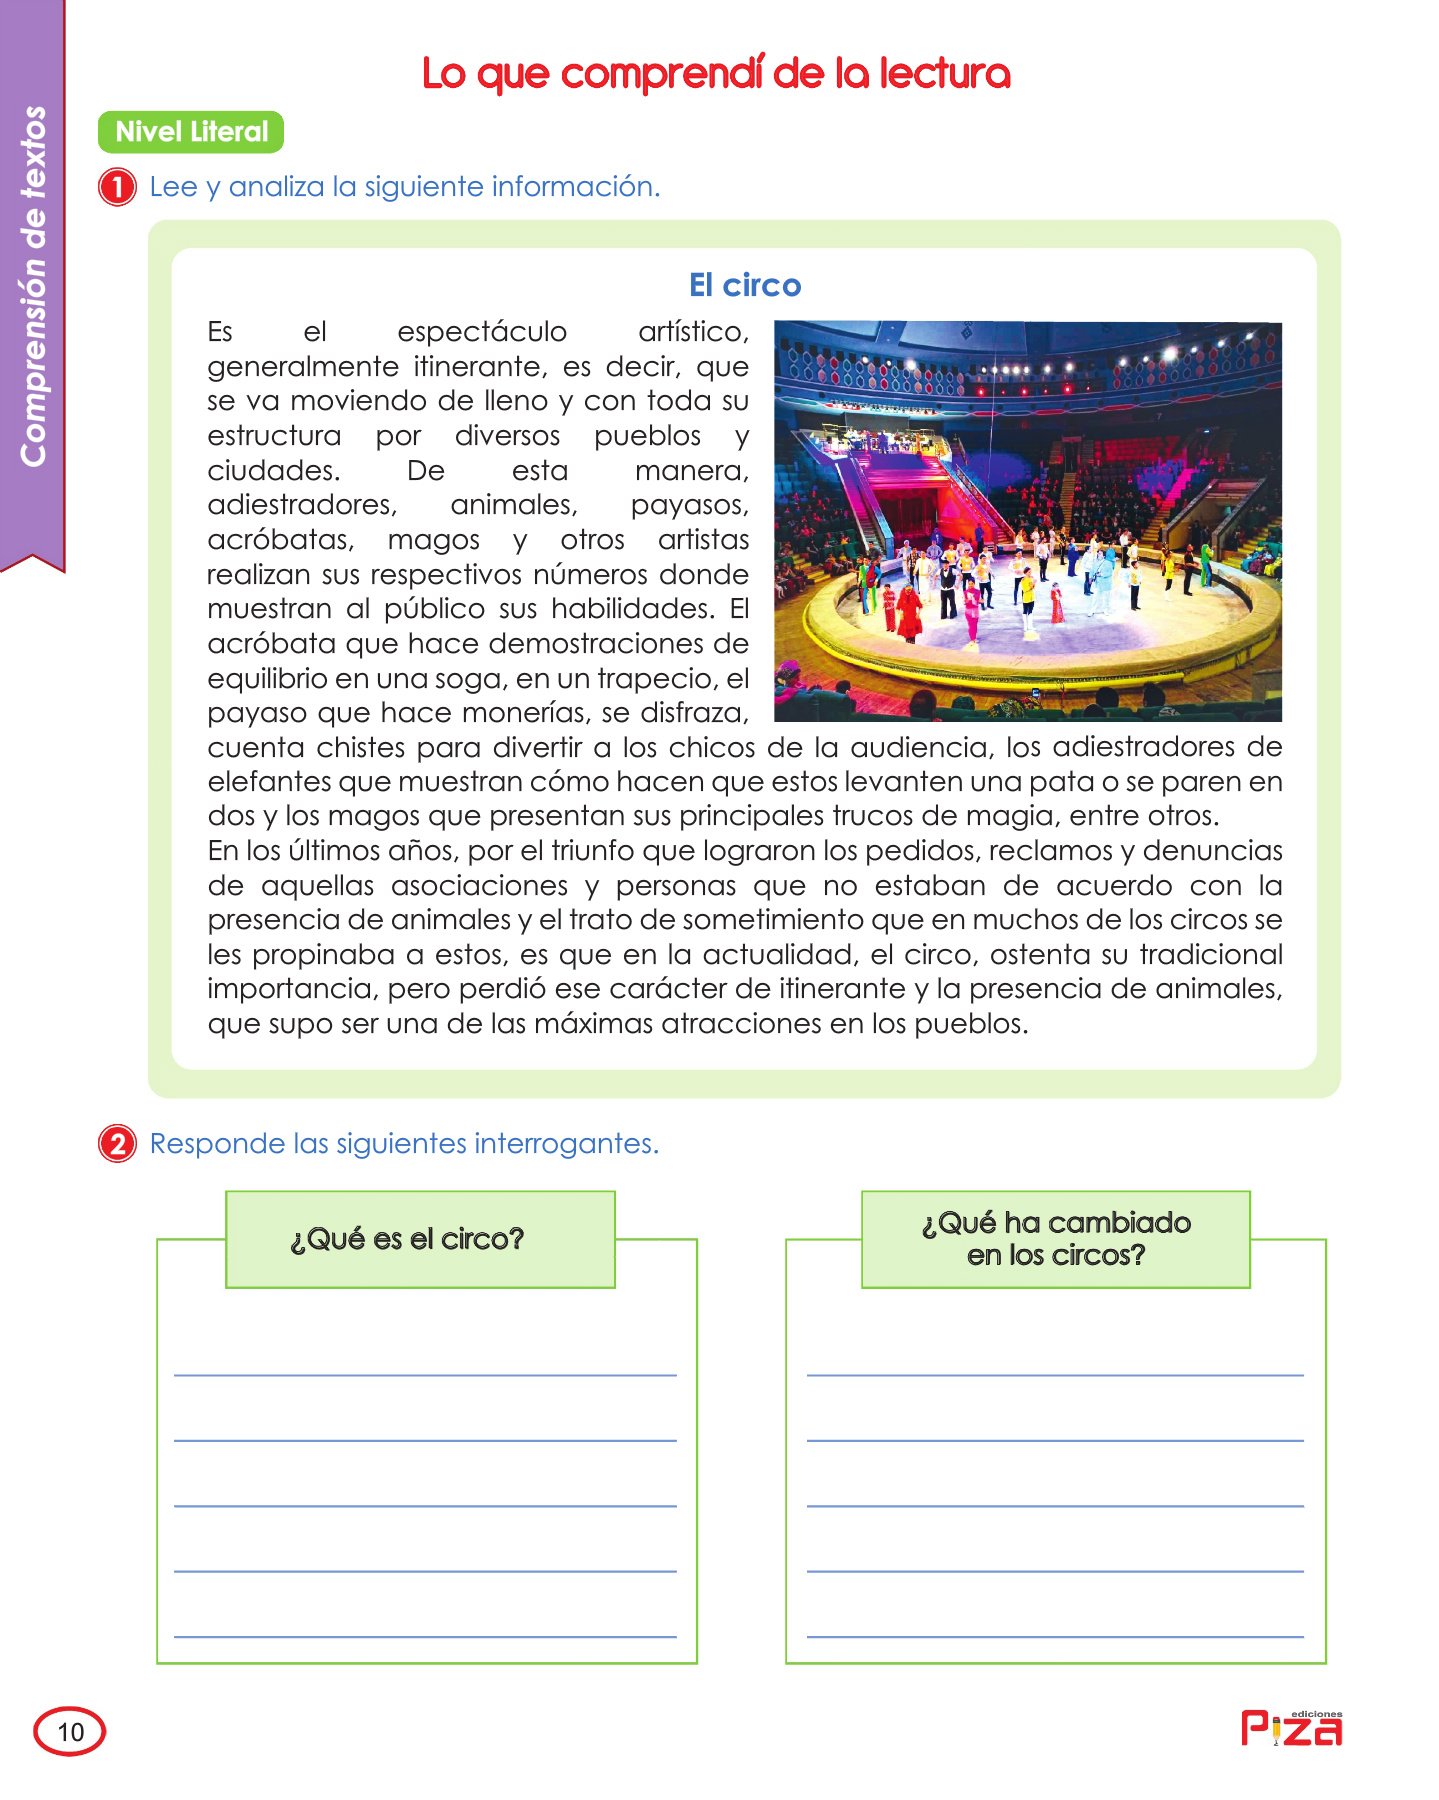 Comprensión de textos
Lo que comprendí de la lectura
Nivel Literal
1 Lee y analiza la siguiente información.
El circo
Es el espectáculo artístico,
generalmente itinerante, es decir, que
se va moviendo de lleno y con toda su
estructura por diversos pueblos y
ciudades. De esta manera,
adiestradores, animales, payasos,
acróbatas, magos y otros artistas
realizan sus respectivos números donde
muestran al público sus habilidades. El
acróbata que hace demostraciones de
equilibrio en una soga, en un trapecio, el
payaso que hace monerías, se disfraza,
cuenta chistes para divertir a los chicos de la audiencia, los adiestradores de
elefantes que muestran cómo hacen que estos levanten una pata o se paren en
dos y los magos que presentan sus principales trucos de magia, entre otros.
En los últimos años, por el triunfo que lograron los pedidos, reclamos y denuncias
de aquellas asociaciones y personas que no estaban de acuerdo con la
presencia de animales y el trato de sometimiento que en muchos de los circos se
les propinaba a estos, es que en la actualidad, el circo, ostenta su tradicional
importancia, pero perdió ese carácter de itinerante y la presencia de animales,
que supo ser una de las máximas atracciones en los pueblos.
2 Responde las siguientes interrogantes.
¿Qué es el circo?
¿Qué ha cambiado
en los circos?
10
ediciones
Piza